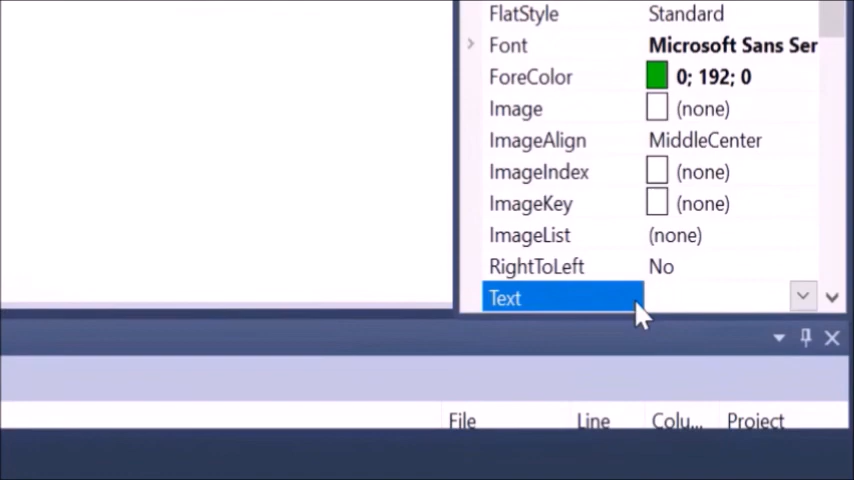 FlatStyle Standard
Font Microsoft Sans Ser
ForeColor 0; 192; 0
Image (none)
ImageAlign MiddleCenter
ImageIndex (none)
ImageKey (none)
ImageList (none)
RightToLeft No
Text
File Line Colu... Project